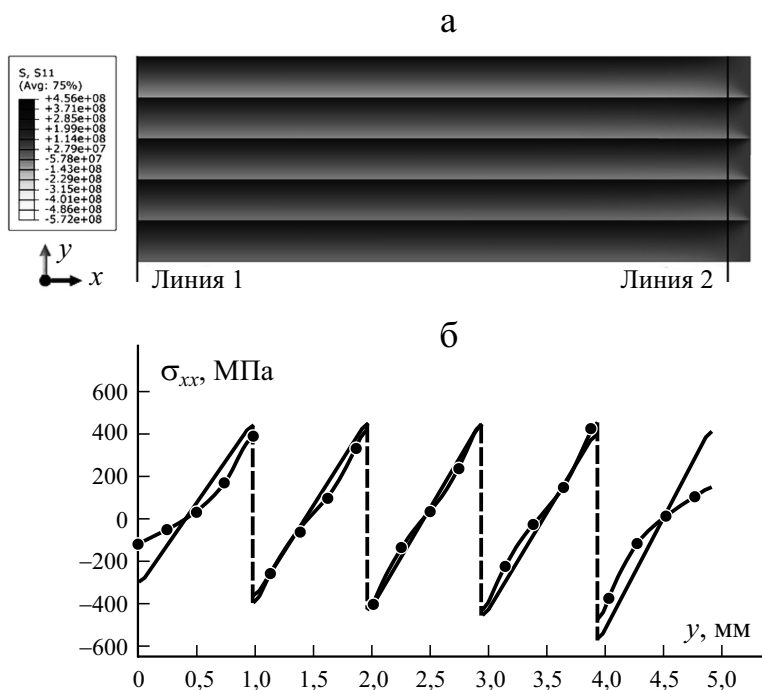 а
S, S11
(Avg: 75%)
+4.56e+08
+3.71e+08
+2.85e+08
+1.99e+08
+1.14e+08
+2.79e+07
-5.78e+07
-1.43e+08
-2.29e+08
-3.15e+08
-4.01e+08
-4.86e+08
-5.72e+08
y
x
Линия 1
Линия 2
б
σxx, МПа
600
400
200
0
–200
–400
–600
y, мм
0 0,5 1,0 1,5 2,0 2,5 3,0 3,5 4,0 4,5 5,0